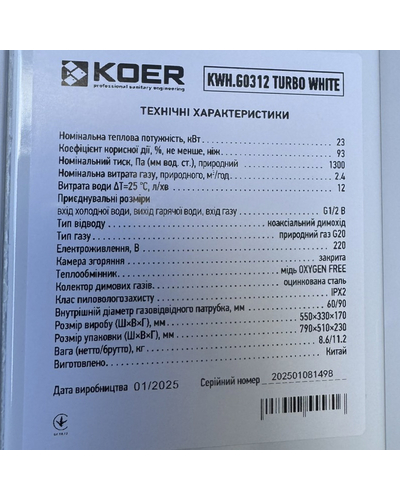 KOER
professional sanitary engineering
KWH.G0312 TURBO WHITE
ТЕХНІЧНІ ХАРАКТЕРИСТИКИ
Номінальна теплова потужність, кВт 23
Коефіцієнт корисної дії, %, не менше, ніж 93
Номінальний тиск, Па (мм вод. ст.), природний 1300
Номінальна витрата газу, природного, м³/год 2.4
Витрата води ΔТ=25 °С, л/хв 12
Приєднувальні розміри
вхід холодної води, вихід гарячої води, вхід газу G1/2 В
Тип відводу коаксіальний димохід
Тип газу природний газ G20
Електроживлення, В 220
Камера згоряння закрита
Теплообмінник мідь OXYGEN FREE
Колектор димових газів оцинкована сталь
Клас пиловологозахисту IPX2
Внутрішній діаметр газовідвідного патрубка, мм 60/90
Розмір виробу (Ш×В×Г), мм 550×330×170
Розмір упаковки (Ш×В×Г), мм 790×510×230
Вага (нетто/брутто), кг 8.6/11.2
Виготовлено Китай
Дата виробництва 01/2025 Серійний номер 202501081498